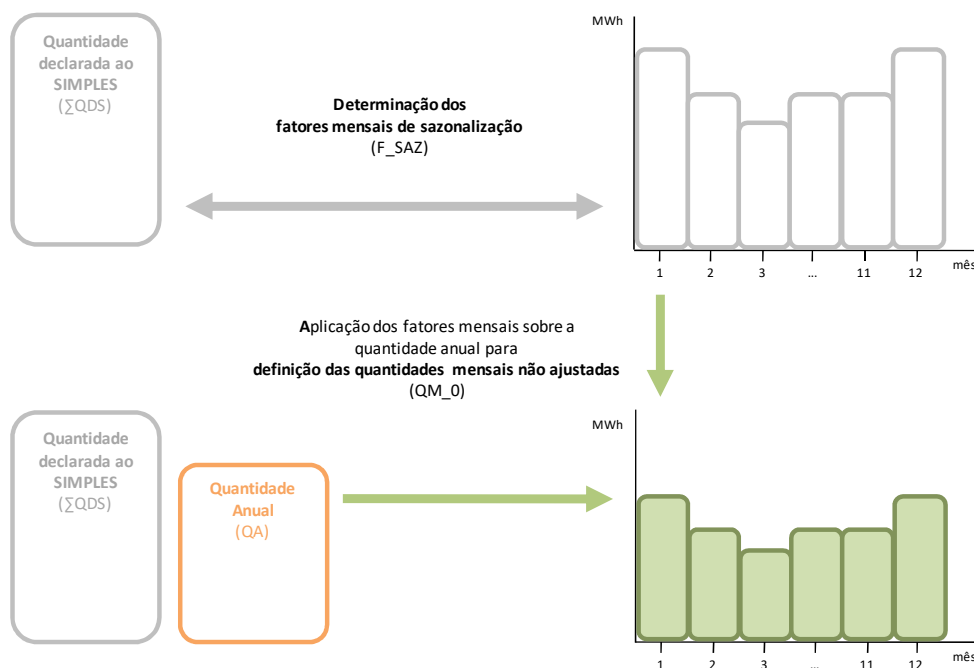 Quantidade
declarada ao
SIMPLES
(∑QDS)
Determinação dos
fatores mensais de sazonalização
(F_SAZ)
MWh
1 2 3 ... 11 12 mês
Aplicação dos fatores mensais sobre a
quantidade anual para
definição das quantidades mensais não ajustadas
(QM_0)
Quantidade
declarada ao
SIMPLES
(∑QDS)
Quantidade
Anual
(QA)
MWh
1 2 3 ... 11 12 mês